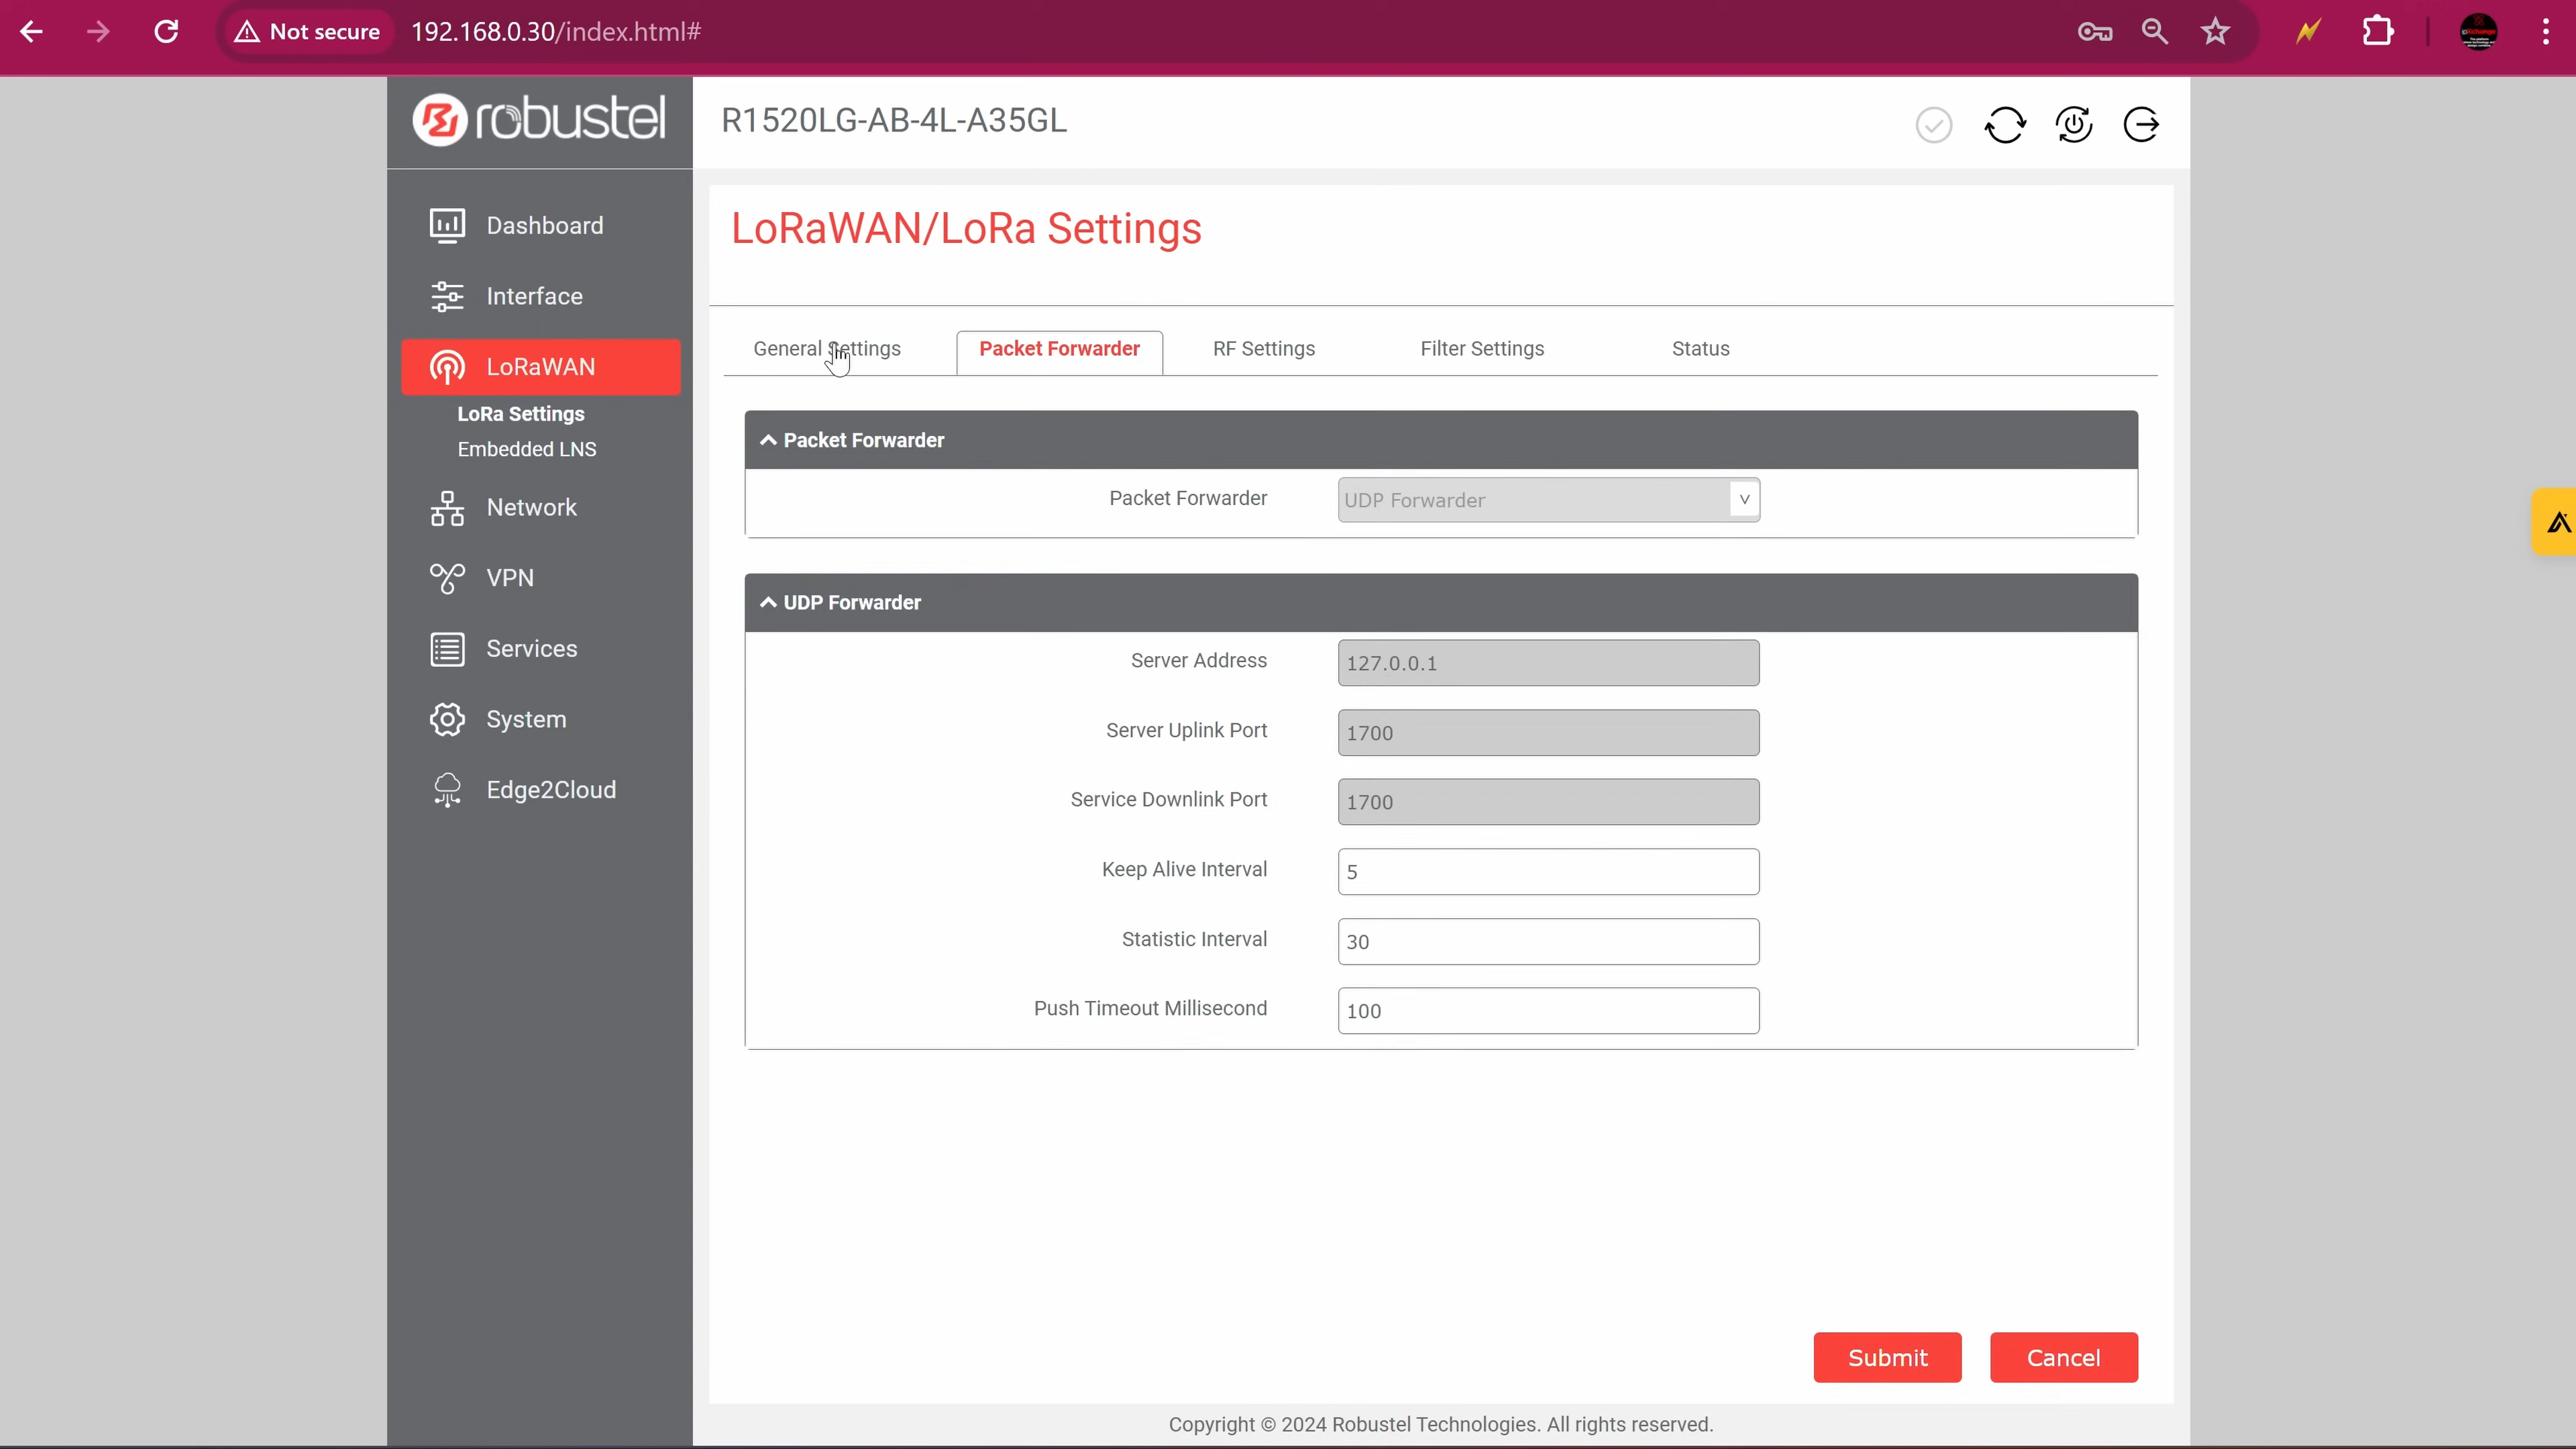 Not secure 192.168.0.30/index.html#
robustel
R1520LG-AB-4L-A35GL
LoRaWAN/LoRa Settings
Dashboard
Interface
LoRaWAN
LoRa Settings
Embedded LNS
Network
VPN
Services
System
Edge2Cloud
General Settings Packet Forwarder RF Settings Filter Settings Status
Packet Forwarder
Packet Forwarder UDP Forwarder
UDP Forwarder
Server Address 127.0.0.1
Server Uplink Port 1700
Service Downlink Port 1700
Keep Alive Interval 5
Statistic Interval 30
Push Timeout Millisecond 100
Submit Cancel
Copyright © 2024 Robustel Technologies. All rights reserved.